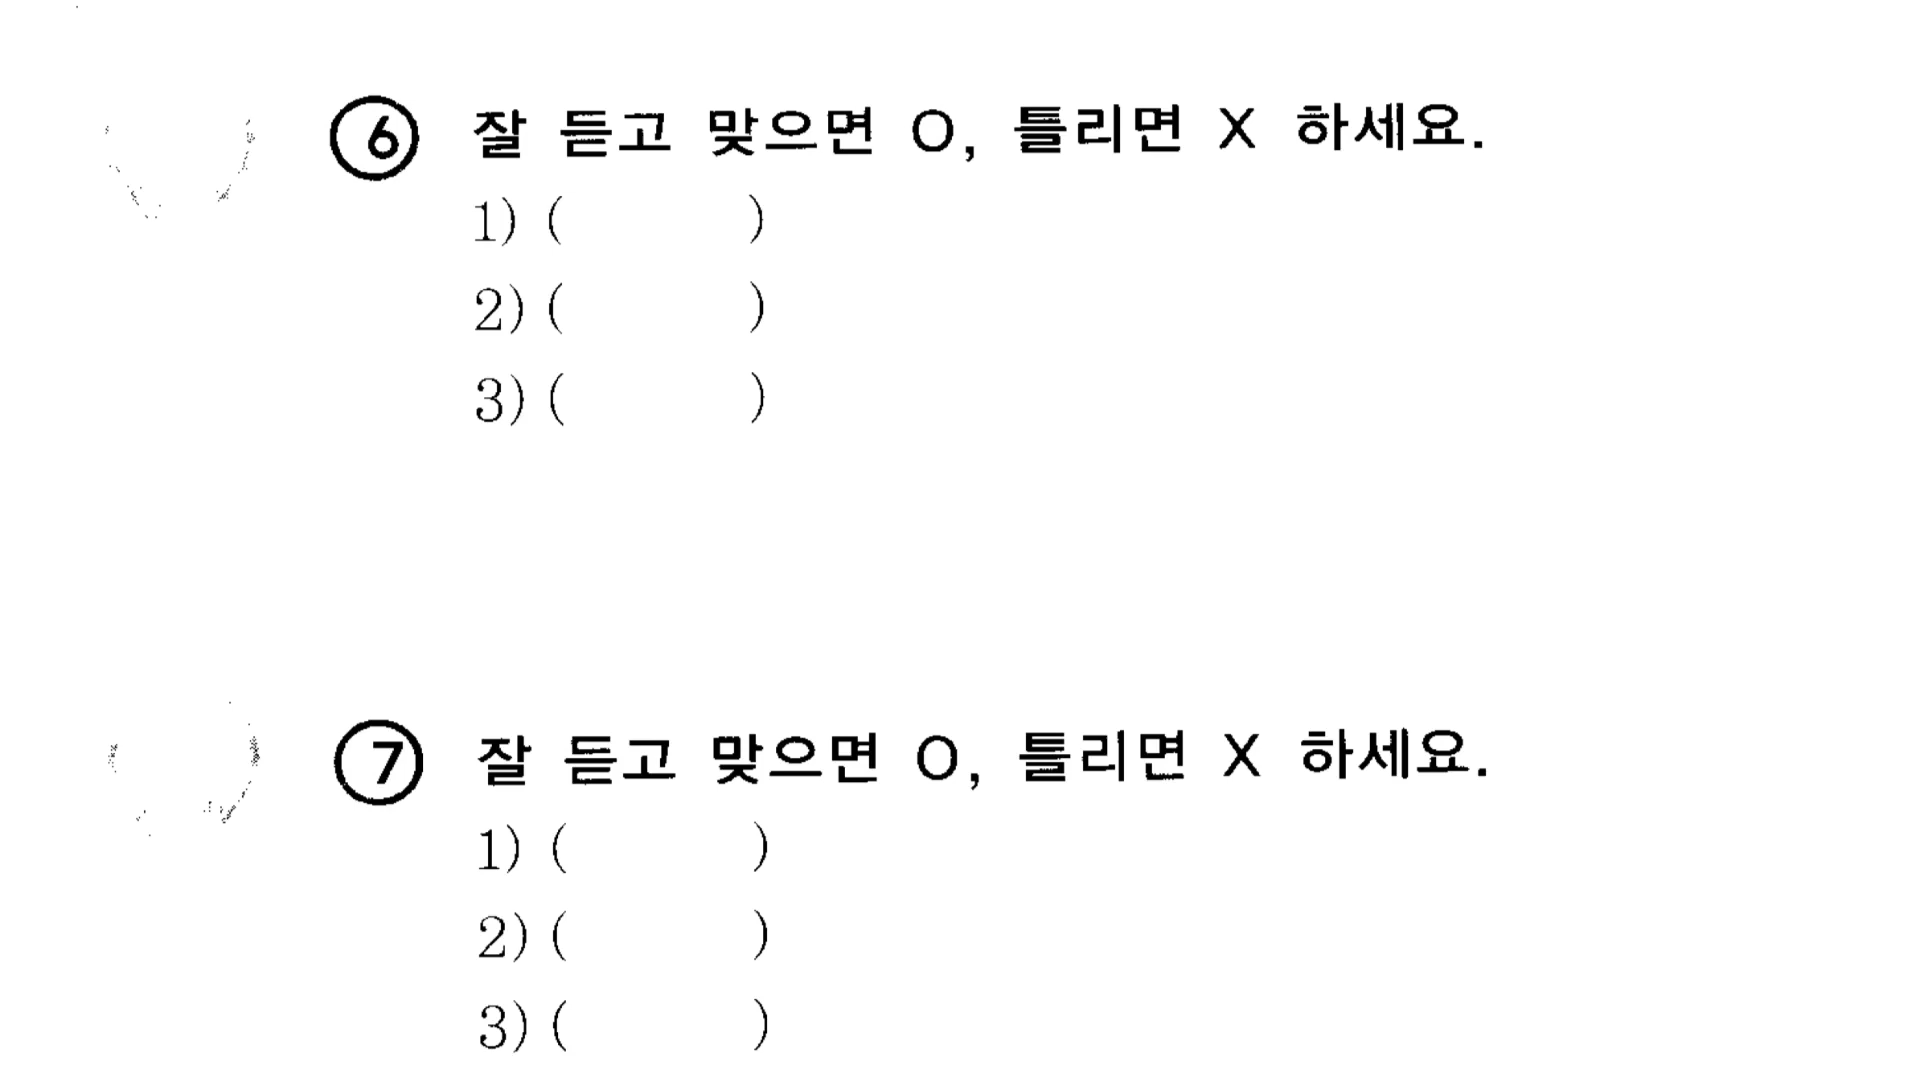 ⑥ 잘 듣고 맞으면 O, 틀리면 X 하세요.
1) (      )
2) (      )
3) (      )
⑦ 잘 듣고 맞으면 O, 틀리면 X 하세요.
1) (      )
2) (      )
3) (      )